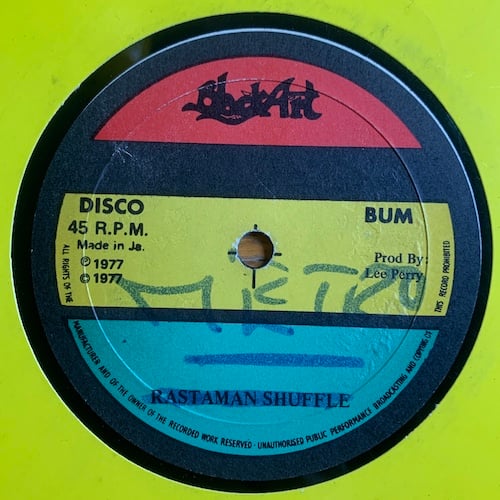 Black Art
DISCO
BUM
45 R.P.M.
Made in Ja.
℗ 1977
© 1977
Prod By:
Lee Perry
METRO
RASTAMAN SHUFFLE
ALL RIGHTS OF THE
MANUFACTURER AND OF THE OWNER OF THE RECORDED WORK RESERVED · UNAUTHORISED PUBLIC PERFORMANCE BROADCASTING AND COPYING OF
THIS RECORD PROHIBITED